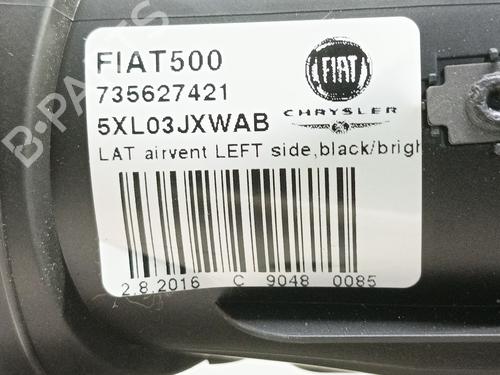 FIAT500
735627421
5XL03JXWAB
FIAT
CHRYSLER
LAT airvent LEFT side,black/brigh
2.8.2016 C 9048 0085
B-PARTS